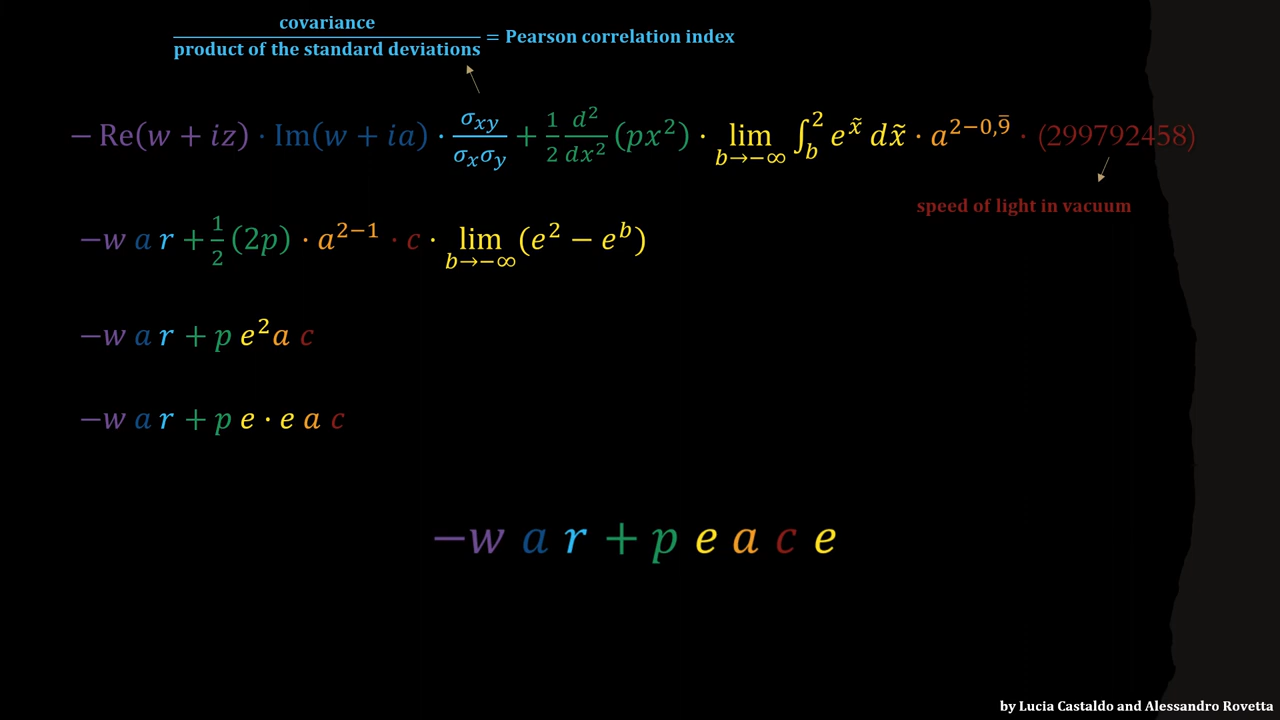 covariance
product of the standard deviations = Pearson correlation index
− Re(w + iz) · Im(w + ia) · σxy/σxσy + 1/2 d²/dx² (px²) · lim b→−∞ ∫b² e^x̃ dx̃ · a^(2−0,9̅) · (299792458)
speed of light in vacuum
−w a r + 1/2 (2p) · a²⁻¹ · c · lim b→−∞ (e² − eᵇ)
−w a r + p e² a c
−w a r + p e · e a c
−w a r + p e a c e
by Lucia Castaldo and Alessandro Rovetta